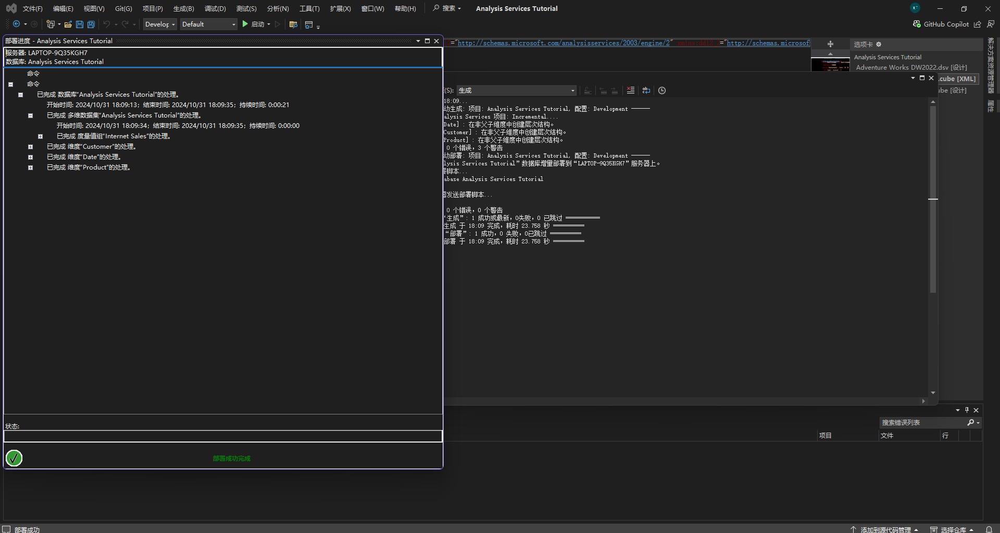 文件(F) 编辑(E) 视图(V) Git(G) 项目(P) 生成(B) 调试(D) 测试(S) 分析(N) 工具(T) 扩展(X) 窗口(W) 帮助(H) 搜索 Analysis Services Tutorial
Develop Default 启动 GitHub Copilot
部署进度 - Analysis Services Tutorial
服务器: LAPTOP-9Q35KGH7
数据库: Analysis Services Tutorial
命令
命令
已完成 数据库“Analysis Services Tutorial”的处理。
开始时间: 2024/10/31 18:09:13；结束时间: 2024/10/31 18:09:35；持续时间: 0:00:21
已完成 多维数据集“Analysis Services Tutorial”的处理。
开始时间: 2024/10/31 18:09:34；结束时间: 2024/10/31 18:09:35；持续时间: 0:00:00
已完成 度量值组“Internet Sales”的处理。
已完成 维度“Customer”的处理。
已完成 维度“Date”的处理。
已完成 维度“Product”的处理。
状态:
部署成功完成
="http://schemas.microsoft.com/analysisservices/2003/engine/2" ="http://schemas.microsof
选项卡
Analysis Services Tutorial
Adventure Works DW2022.dsv [设计]
.cube [XML]
ube [设计]
解决方案资源管理器
属性
(S): 生成
18:09...
动生成: 项目: Analysis Services Tutorial, 配置: Development ------
alysis Services 项目: Incremental....
Date] : 在非父子维度中创建层次结构。
Customer] : 在非父子维度中创建层次结构。
Product] : 在非父子维度中创建层次结构。
0 个错误，3 个警告
动部署: 项目: Analysis Services Tutorial, 配置: Development ------
lysis Services Tutorial”数据库增量部署到“LAPTOP-9Q35KGH7”服务器上。
署脚本...
abase Analysis Services Tutorial
器发送部署脚本...
0 个错误，0 个警告
“生成”: 1 成功或最新，0失败，0 已跳过 ==========
生成 于 18:09 完成，耗时 23.758 秒 ==========
“部署”: 1 成功，0 失败，0已跳过 ==========
部署 于 18:09 完成，耗时 23.758 秒 ==========
搜索错误列表
项目 文件 行
部署成功 添加到源代码管理 选择仓库